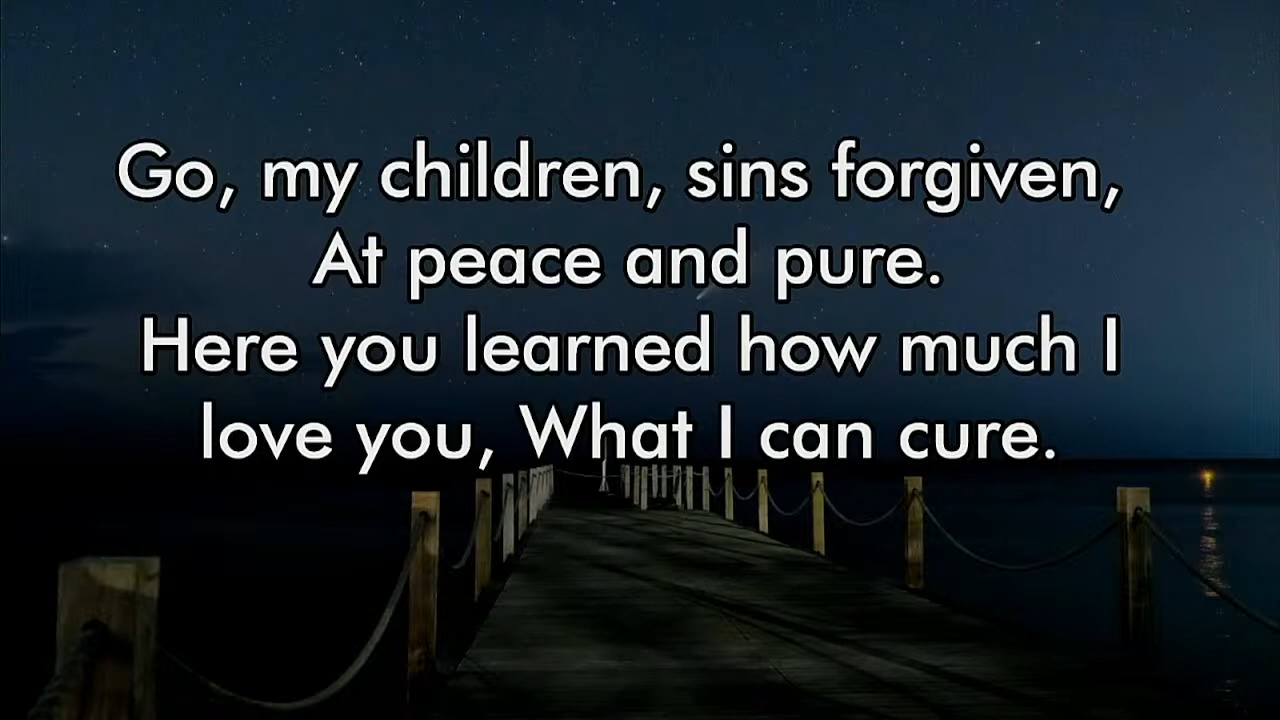 Go, my children, sins forgiven,
At peace and pure.
Here you learned how much I
love you, What I can cure.